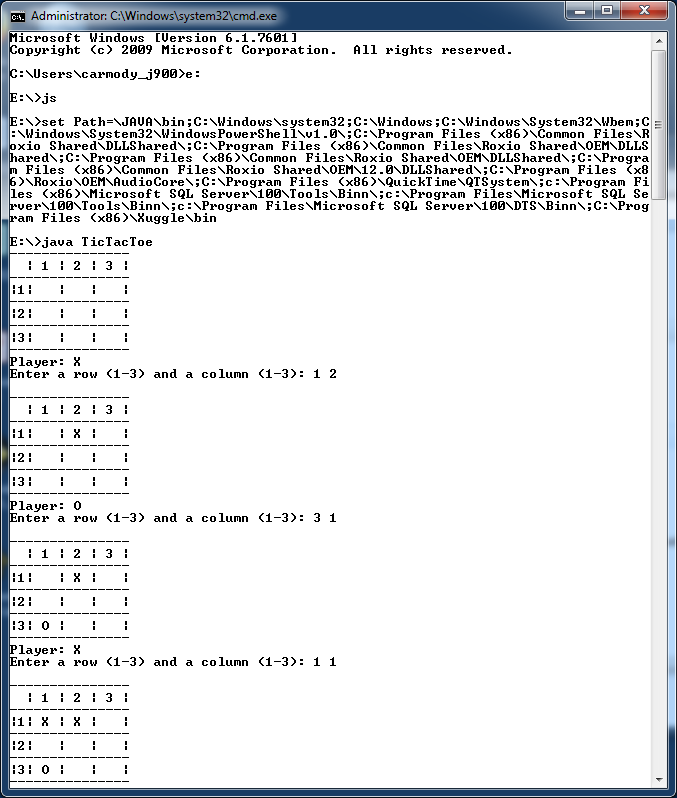 Administrator: C:\Windows\system32\cmd.exe
Microsoft Windows [Version 6.1.7601]
Copyright (c) 2009 Microsoft Corporation.  All rights reserved.

C:\Users\carmody_j900>e:

E:\>js

E:\>set Path=\JAVA\bin;C:\Windows\system32;C:\Windows;C:\Windows\System32\Wbem;C
:\Windows\System32\WindowsPowerShell\v1.0\;C:\Program Files (x86)\Common Files\R
oxio Shared\DLLShared\;C:\Program Files (x86)\Common Files\Roxio Shared\OEM\DLLS
hared\;C:\Program Files (x86)\Common Files\Roxio Shared\OEM\DLLShared\;C:\Progra
m Files (x86)\Common Files\Roxio Shared\OEM\12.0\DLLShared\;C:\Program Files (x8
6)\Roxio\OEM\AudioCore\;C:\Program Files (x86)\QuickTime\QTSystem\;c:\Program Fi
les (x86)\Microsoft SQL Server\100\Tools\Binn\;c:\Program Files\Microsoft SQL Se
rver\100\Tools\Binn\;c:\Program Files\Microsoft SQL Server\100\DTS\Binn\;C:\Prog
ram Files (x86)\Xuggle\bin

E:\>java TicTacToe
---------------
  ¦ 1 ¦ 2 ¦ 3 ¦
---------------
¦1¦   ¦   ¦   ¦
---------------
¦2¦   ¦   ¦   ¦
---------------
¦3¦   ¦   ¦   ¦
---------------
Player: X
Enter a row (1-3) and a column (1-3): 1 2

---------------
  ¦ 1 ¦ 2 ¦ 3 ¦
---------------
¦1¦   ¦ X ¦   ¦
---------------
¦2¦   ¦   ¦   ¦
---------------
¦3¦   ¦   ¦   ¦
---------------
Player: O
Enter a row (1-3) and a column (1-3): 3 1

---------------
  ¦ 1 ¦ 2 ¦ 3 ¦
---------------
¦1¦   ¦ X ¦   ¦
---------------
¦2¦   ¦   ¦   ¦
---------------
¦3¦ O ¦   ¦   ¦
---------------
Player: X
Enter a row (1-3) and a column (1-3): 1 1

---------------
  ¦ 1 ¦ 2 ¦ 3 ¦
---------------
¦1¦ X ¦ X ¦   ¦
---------------
¦2¦   ¦   ¦   ¦
---------------
¦3¦ O ¦   ¦   ¦
---------------